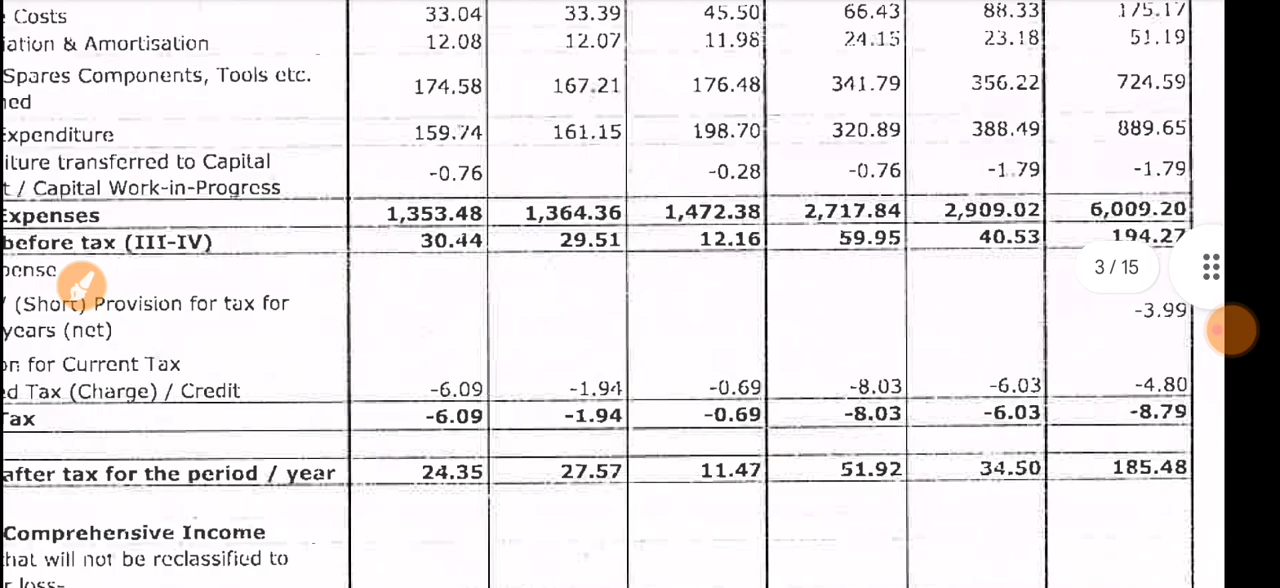 Costs 33.04 33.39 45.50 66.43 88.33 175.17
iation & Amortisation 12.08 12.07 11.98 24.15 23.18 51.19
Spares Components, Tools etc.
ned 174.58 167.21 176.48 341.79 356.22 724.59
Expenditure 159.74 161.15 198.70 320.89 388.49 889.65
iture transferred to Capital
t / Capital Work-in-Progress -0.76 -0.28 -0.76 -1.79 -1.79
Expenses 1,353.48 1,364.36 1,472.38 2,717.84 2,909.02 6,009.20
before tax (III-IV) 30.44 29.51 12.16 59.95 40.53 194.27
pense
3 / 15
(Short) Provision for tax for
years (net) -3.99
on for Current Tax
d Tax (Charge) / Credit -6.09 -1.94 -0.69 -8.03 -6.03 -4.80
Tax -6.09 -1.94 -0.69 -8.03 -6.03 -8.79
after tax for the period / year 24.35 27.57 11.47 51.92 34.50 185.48
Comprehensive Income
that will not be reclassified to
r loss-